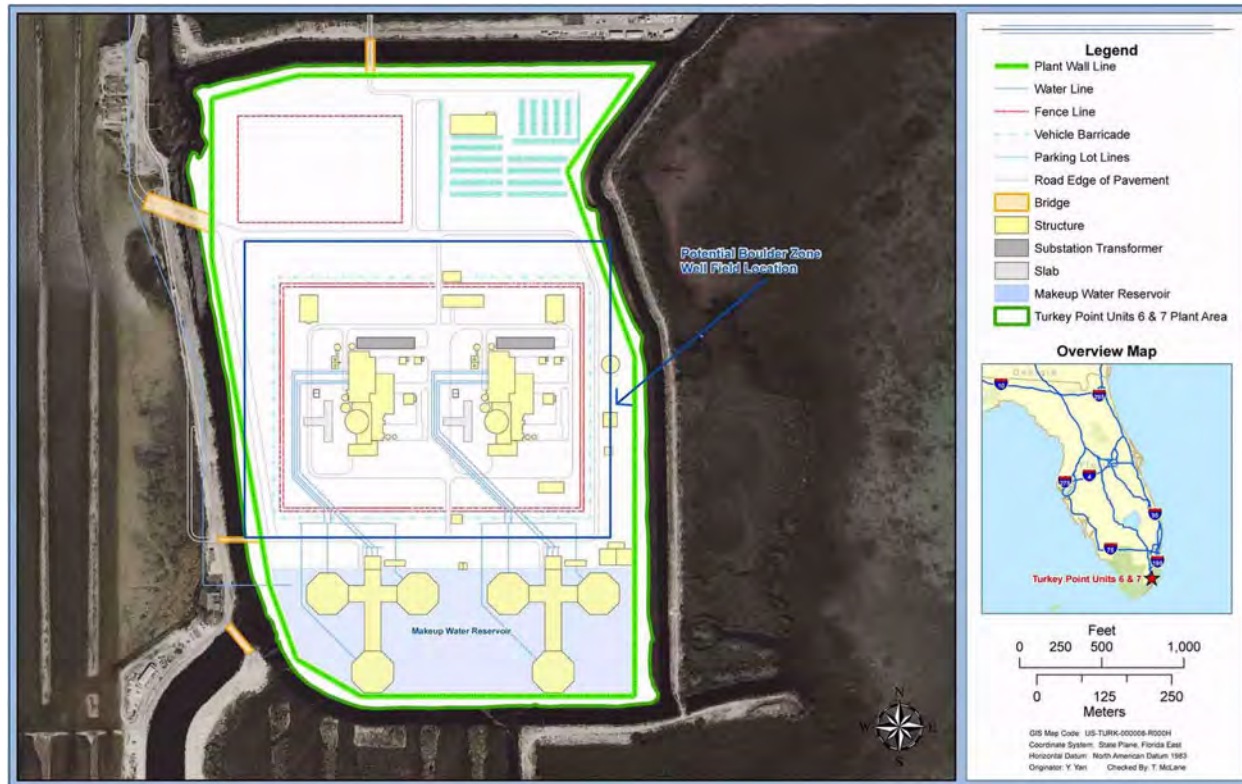 Potential Boulder Zone
Well Field Location
Makeup Water Reservoir
N
W E
S
Legend
Plant Wall Line
Water Line
Fence Line
Vehicle Barricade
Parking Lot Lines
Road Edge of Pavement
Bridge
Structure
Substation Transformer
Slab
Makeup Water Reservoir
Turkey Point Units 6 & 7 Plant Area
Overview Map
10
4
75
95
Turkey Point Units 6 & 7
Feet
0 250 500 1,000
0 125 250
Meters
GIS Map Code: US-TURK-000008-R000H
Coordinate System: State Plane, Florida East
Horizontal Datum: North American Datum 1983
Originator: Y. Yan Checked By: T. McLane